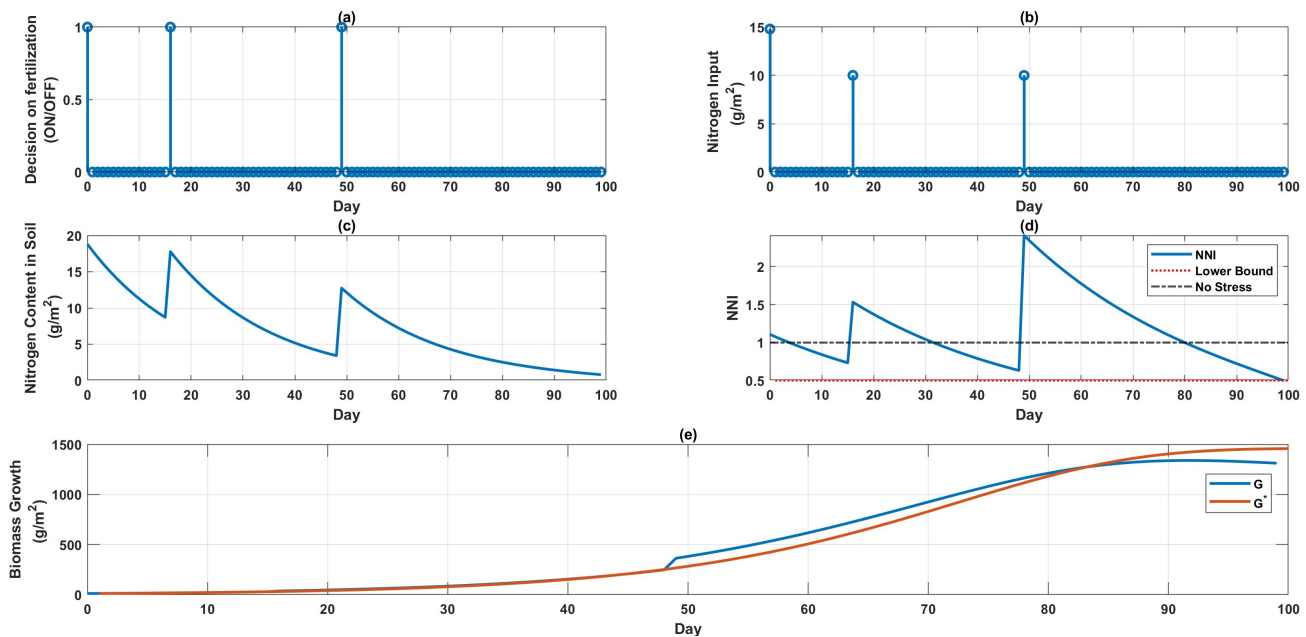 (a)
Decision on fertilization
(ON/OFF)
1
0.5
0
0 10 20 30 40 50 60 70 80 90 100
Day
(b)
Nitrogen Input
(g/m²)
15
10
5
0
0 10 20 30 40 50 60 70 80 90 100
Day
(c)
Nitrogen Content in Soil
(g/m²)
20
15
10
5
0
0 10 20 30 40 50 60 70 80 90 100
Day
(d)
NNI
2
1.5
1
0.5
NNI
Lower Bound
No Stress
0 10 20 30 40 50 60 70 80 90 100
Day
(e)
Biomass Growth
(g/m²)
1500
1000
500
0
G
G*
0 10 20 30 40 50 60 70 80 90 100
Day